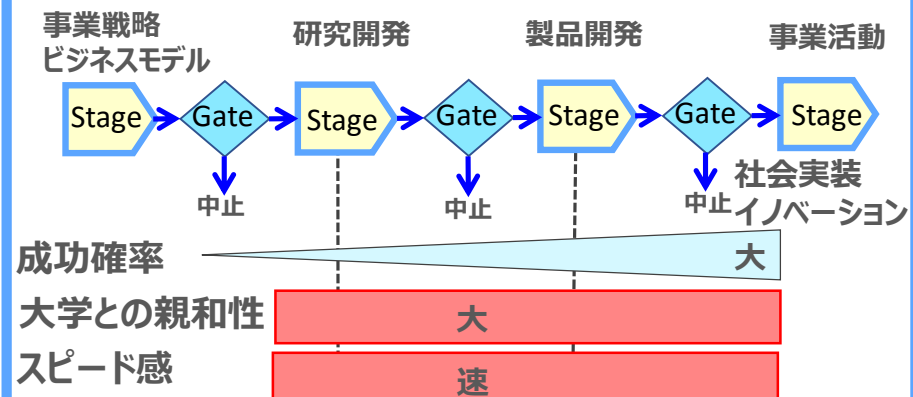 事業戦略
ビジネスモデル
研究開発
製品開発
事業活動
Stage
Gate
Stage
Gate
Stage
Gate
Stage
中止
中止
中止
社会実装
イノベーション
成功確率
大
大学との親和性
大
スピード感
速